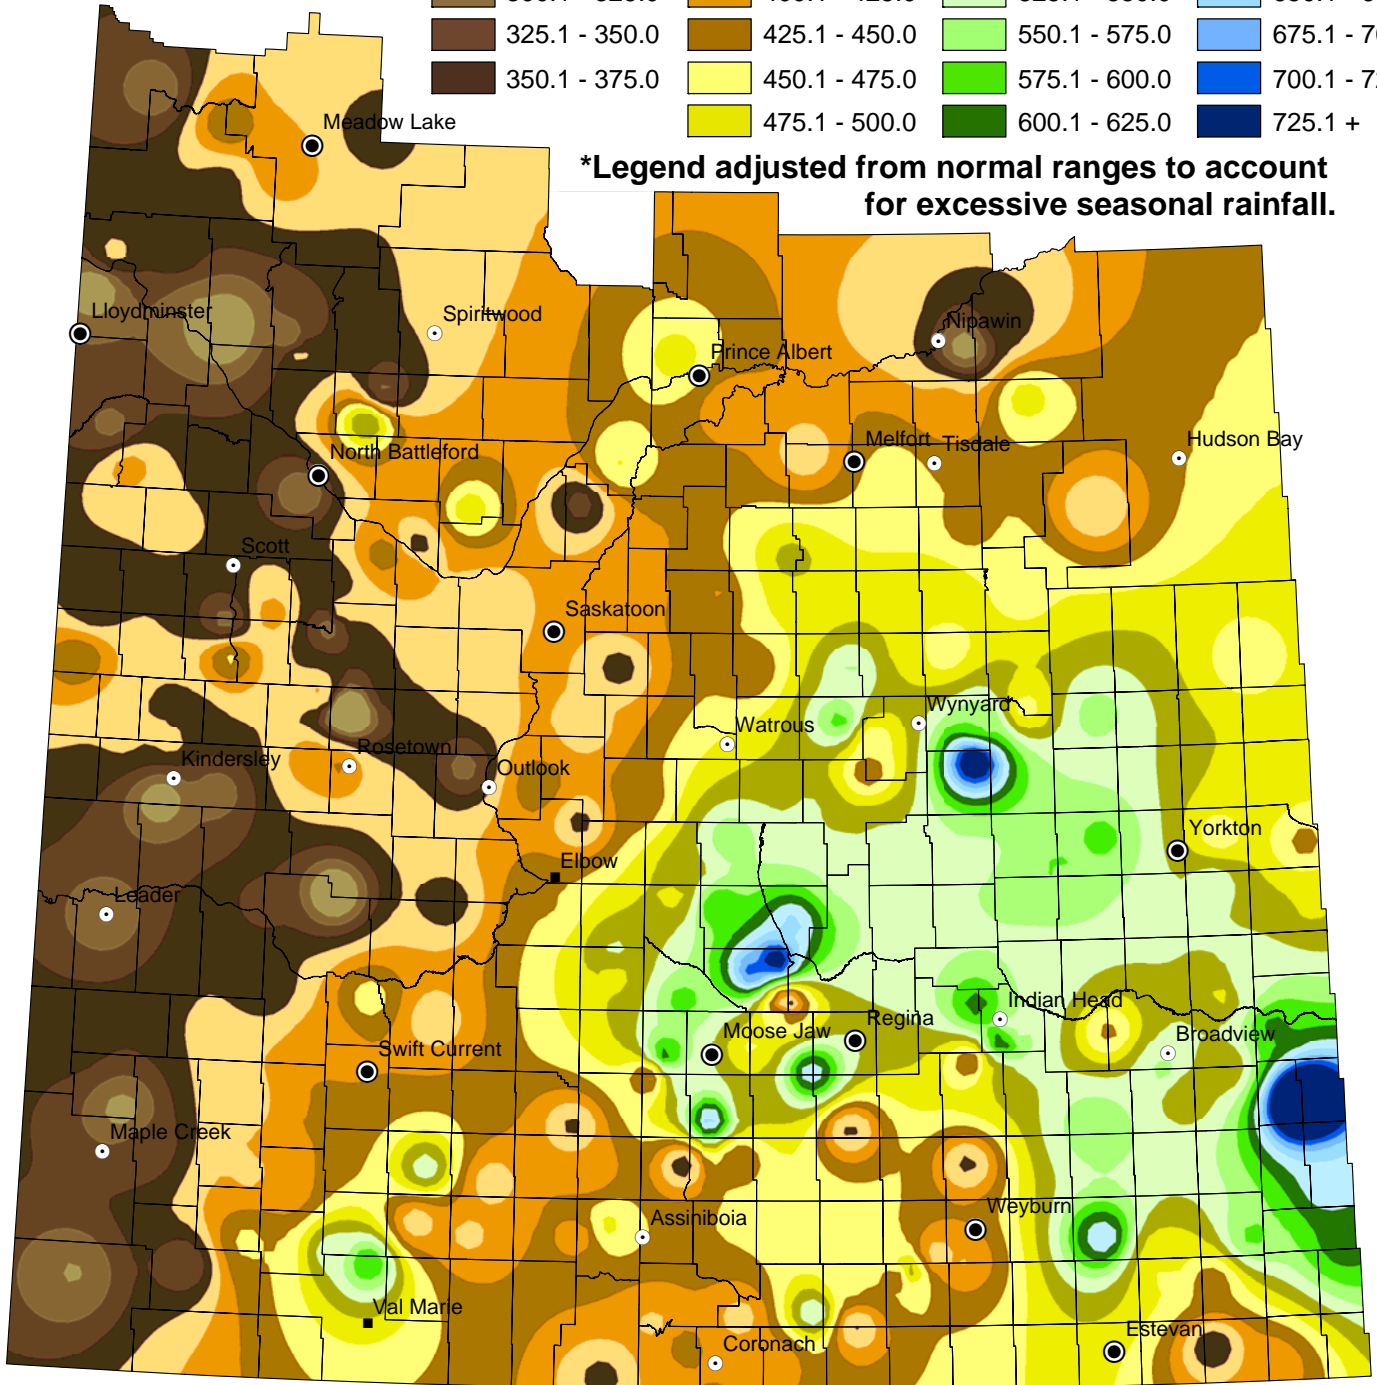 325.1 - 350.0
425.1 - 450.0
550.1 - 575.0
350.1 - 375.0
450.1 - 475.0
575.1 - 600.0
475.1 - 500.0
600.1 - 625.0
725.1 +
*Legend adjusted from normal ranges to account
for excessive seasonal rainfall.
Meadow Lake
Lloydminster
Spiritwood
Nipawin
Prince Albert
North Battleford
Melfort
Tisdale
Hudson Bay
Scott
Saskatoon
Wynyard
Watrous
Kindersley
Rosetown
Outlook
Yorkton
Elbow
Leader
Indian Head
Regina
Moose Jaw
Broadview
Swift Current
Maple Creek
Weyburn
Assiniboia
Val Marie
Coronach
Estevan